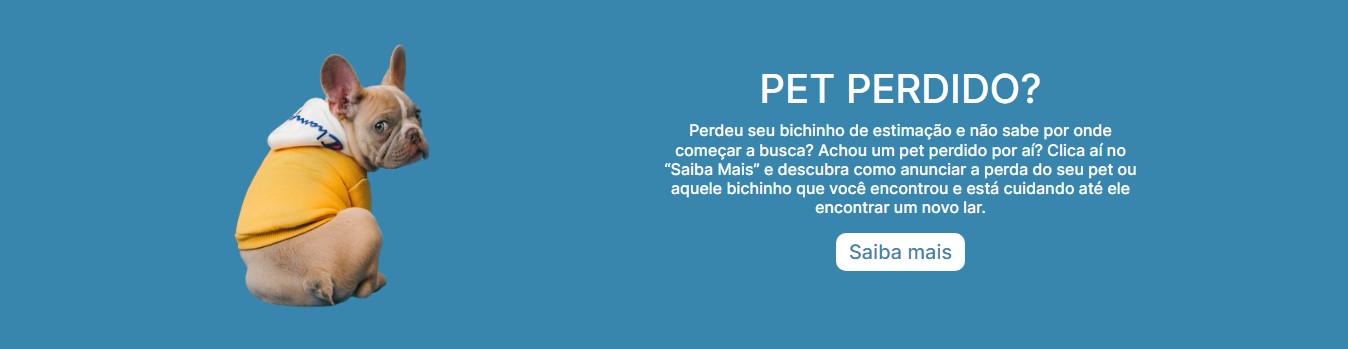 PET PERDIDO?
Perdeu seu bichinho de estimação e não sabe por onde
começar a busca? Achou um pet perdido por aí? Clica aí no
“Saiba Mais” e descubra como anunciar a perda do seu pet ou
aquele bichinho que você encontrou e está cuidando até ele
encontrar um novo lar.
Saiba mais